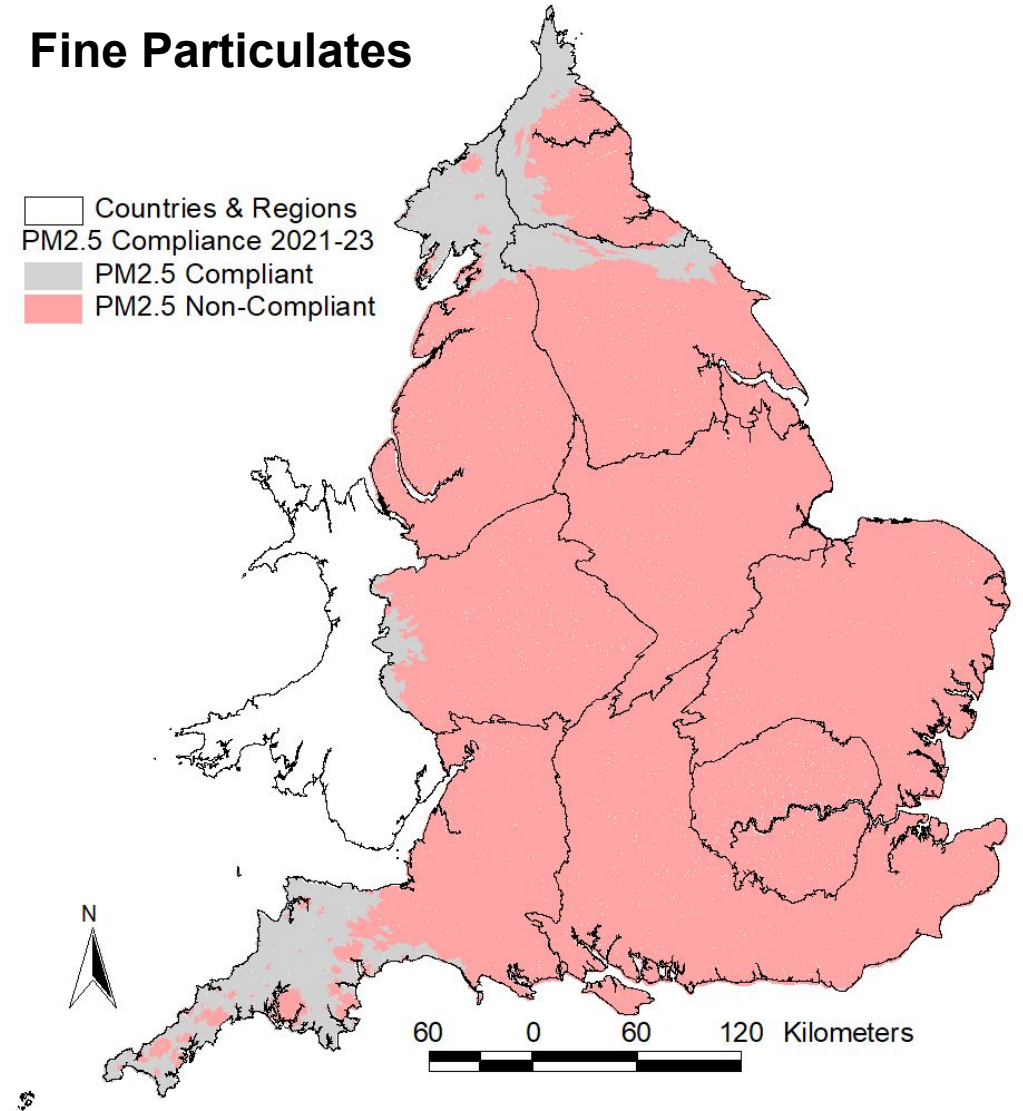 Fine Particulates
Countries & Regions
PM2.5 Compliance 2021-23
PM2.5 Compliant
PM2.5 Non-Compliant
N
60 0 60 120 Kilometers